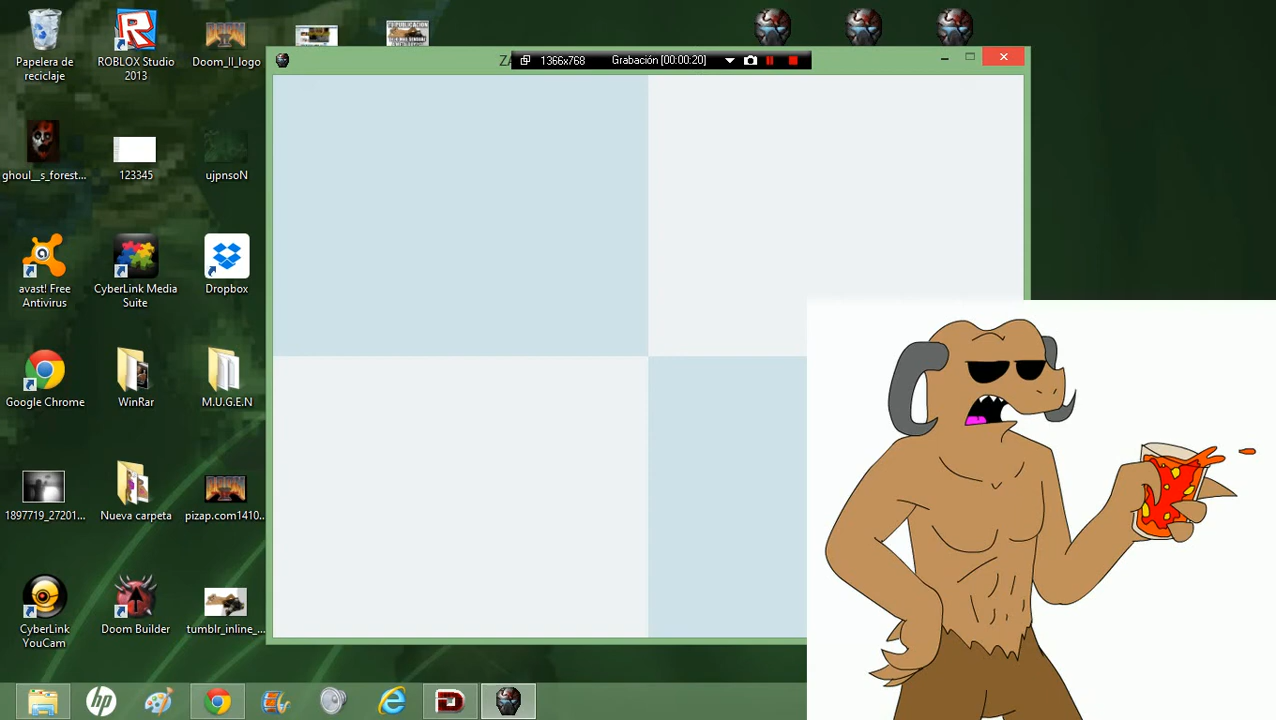 Papelera de
reciclaje
ROBLOX Studio
2013
Doom_II_logo
1366x768
Grabación [00:00:20]
ghoul__s_forest...
123345
ujpnsoN
avast! Free
Antivirus
CyberLink Media
Suite
Dropbox
Google Chrome
WinRar
M.U.G.E.N
1897719_27201...
Nueva carpeta
pizap.com1410...
CyberLink
YouCam
Doom Builder
tumblr_inline_...